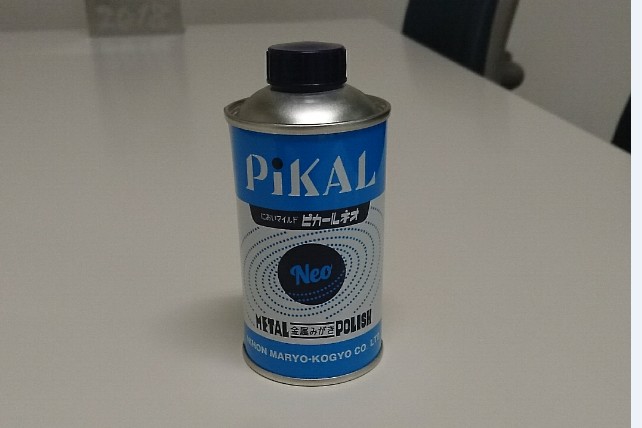 2018
PiKAL
においマイルド ピカールネオ
Neo
METAL 金属みがき POLISH
NIHON MARYO-KOGYO CO. LTD